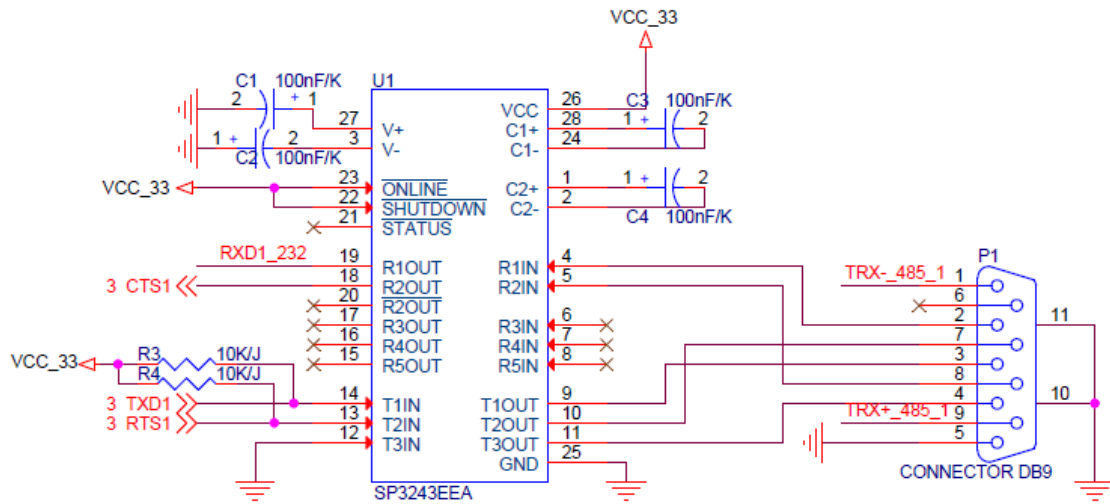 VCC_33
C1 100nF/K U1
2 + 1 VCC 26 C3 100nF/K
27 V+ C1+ 28 1 + 2
1 + 2 3 V- C1- 24
C2 100nF/K
VCC_33 23 ONLINE C2+ 1 1 + 2
22 SHUTDOWN C2- 2
21 STATUS C4 100nF/K
RXD1_232 19 R1OUT R1IN 4 P1
3 CTS1 18 R2OUT R2IN 5 TRX-_485_1 1
20 R2OUT 6
17 R3OUT R3IN 6 2 11
16 R4OUT R4IN 7 7
VCC_33 R3 10K/J 15 R5OUT R5IN 8 3
R4 10K/J 8
3 TXD1 14 T1IN T1OUT 9 4 10
3 RTS1 13 T2IN T2OUT 10 TRX+_485_1 9
12 T3IN T3OUT 11 5
GND 25
CONNECTOR DB9
SP3243EEA